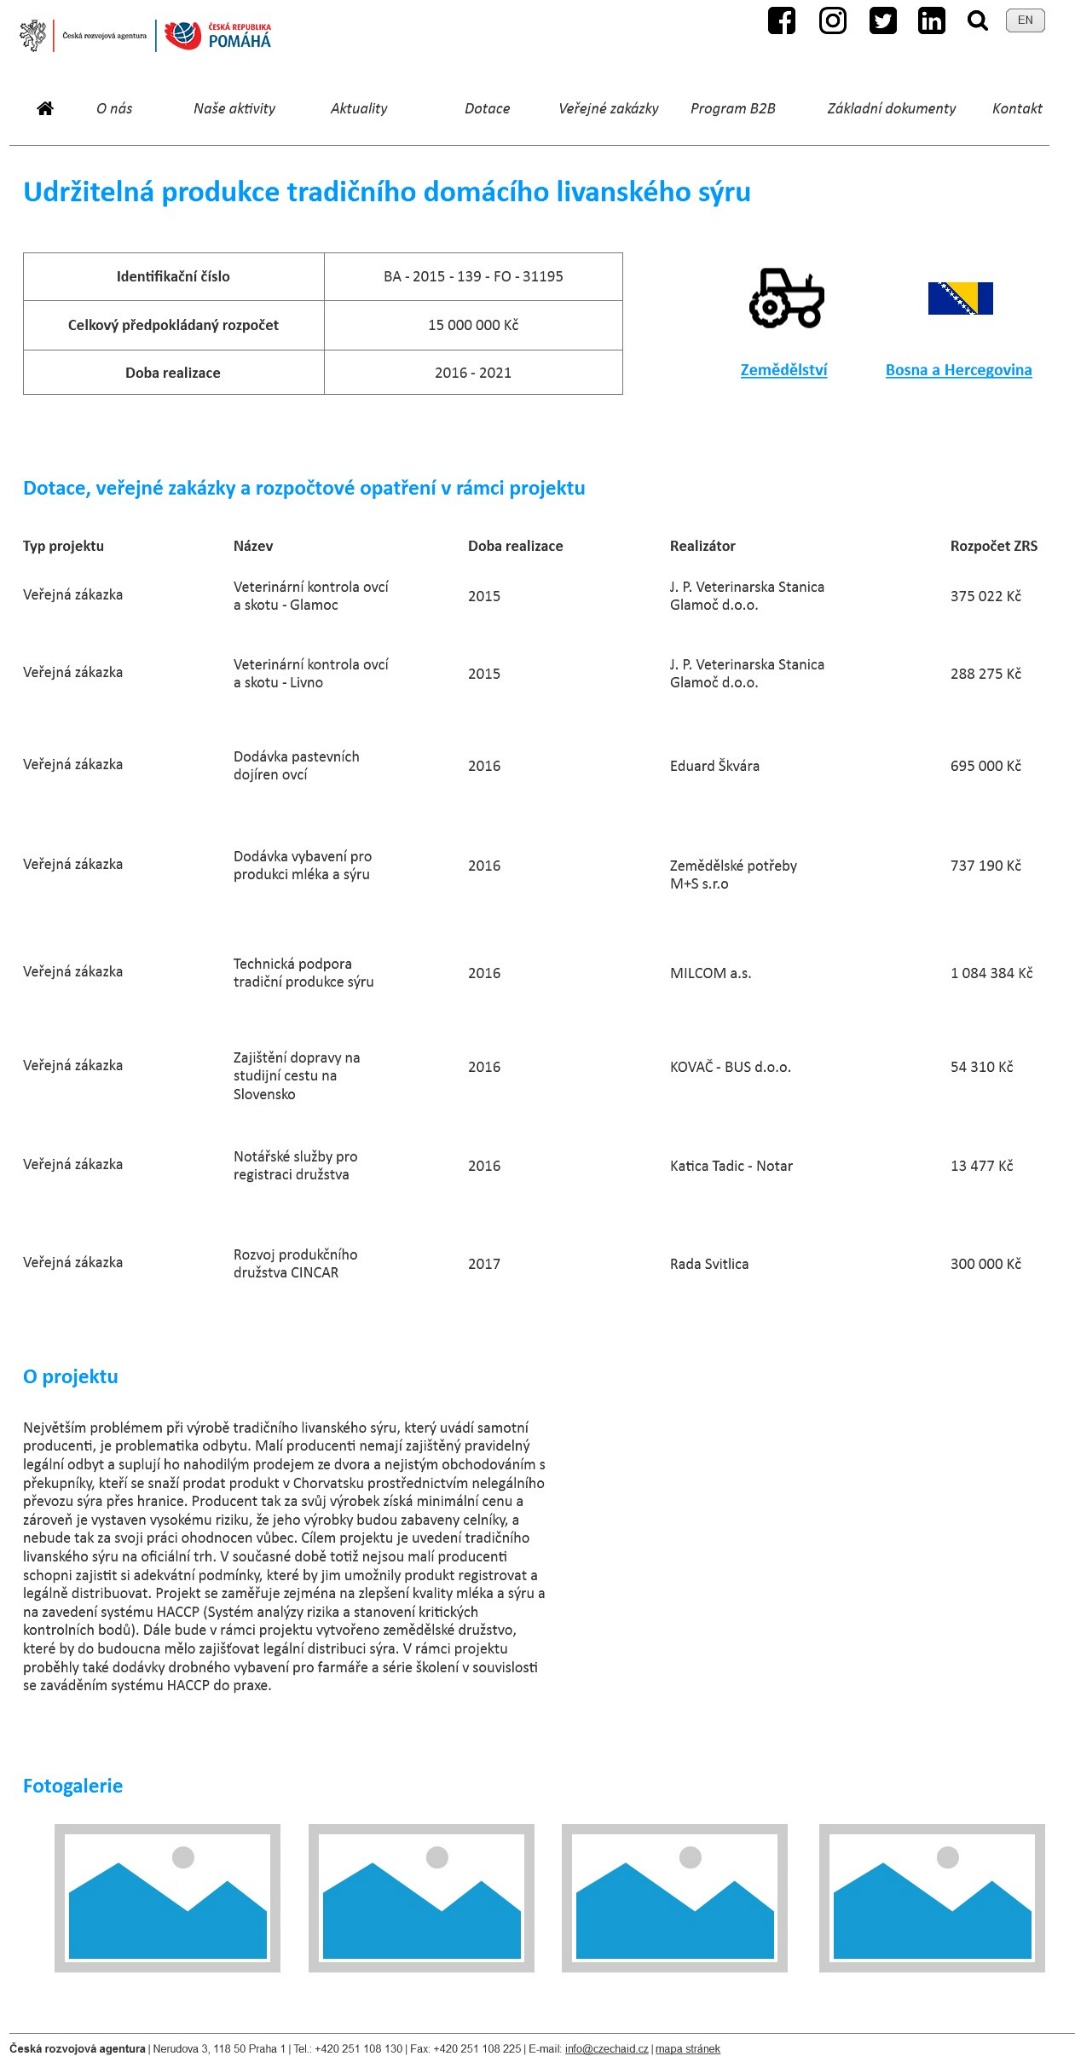 Česká rozvojová agentura
ČESKÁ REPUBLIKA
POMÁHÁ
EN
O nás Naše aktivity Aktuality Dotace Veřejné zakázky Program B2B Základní dokumenty Kontakt
Udržitelná produkce tradičního domácího livanského sýru
Identifikační číslo BA - 2015 - 139 - FO - 31195
Celkový předpokládaný rozpočet 15 000 000 Kč
Doba realizace 2016 - 2021
Zemědělství Bosna a Hercegovina
Dotace, veřejné zakázky a rozpočtové opatření v rámci projektu
Typ projektu Název Doba realizace Realizátor Rozpočet ZRS
Veřejná zákazka Veterinární kontrola ovcí
a skotu - Glamoc 2015 J. P. Veterinarska Stanica
Glamoč d.o.o. 375 022 Kč
Veřejná zákazka Veterinární kontrola ovcí
a skotu - Livno 2015 J. P. Veterinarska Stanica
Glamoč d.o.o. 288 275 Kč
Veřejná zákazka Dodávka pastevních
dojíren ovcí 2016 Eduard Škvára 695 000 Kč
Veřejná zákazka Dodávka vybavení pro
produkci mléka a sýru 2016 Zemědělské potřeby
M+S s.r.o 737 190 Kč
Veřejná zákazka Technická podpora
tradiční produkce sýru 2016 MILCOM a.s. 1 084 384 Kč
Veřejná zákazka Zajištění dopravy na
studijní cestu na
Slovensko 2016 KOVAČ - BUS d.o.o. 54 310 Kč
Veřejná zákazka Notářské služby pro
registraci družstva 2016 Katica Tadic - Notar 13 477 Kč
Veřejná zákazka Rozvoj produkčního
družstva CINCAR 2017 Rada Svitlica 300 000 Kč
O projektu
Největším problémem při výrobě tradičního livanského sýru, který uvádí samotní
producenti, je problematika odbytu. Malí producenti nemají zajištěný pravidelný
legální odbyt a suplují ho nahodilým prodejem ze dvora a nejistým obchodováním s
překupníky, kteří se snaží prodat produkt v Chorvatsku prostřednictvím nelegálního
převozu sýra přes hranice. Producent tak za svůj výrobek získá minimální cenu a
zároveň je vystaven vysokému riziku, že jeho výrobky budou zabaveny celníky, a
nebude tak za svoji práci ohodnocen vůbec. Cílem projektu je uvedení tradičního
livanského sýru na oficiální trh. V současné době totiž nejsou malí producenti
schopni zajistit si adekvátní podmínky, které by jim umožnily produkt registrovat a
legálně distribuovat. Projekt se zaměřuje zejména na zlepšení kvality mléka a sýru a
na zavedení systému HACCP (Systém analýzy rizika a stanovení kritických
kontrolních bodů). Dále bude v rámci projektu vytvořeno zemědělské družstvo,
které by do budoucna mělo zajišťovat legální distribuci sýra. V rámci projektu
proběhly také dodávky drobného vybavení pro farmáře a série školení v souvislosti
se zaváděním systému HACCP do praxe.
Fotogalerie
Česká rozvojová agentura | Nerudova 3, 118 50 Praha 1 | Tel.: +420 251 108 130 | Fax: +420 251 108 225 | E-mail: info@czechaid.cz | mapa stránek